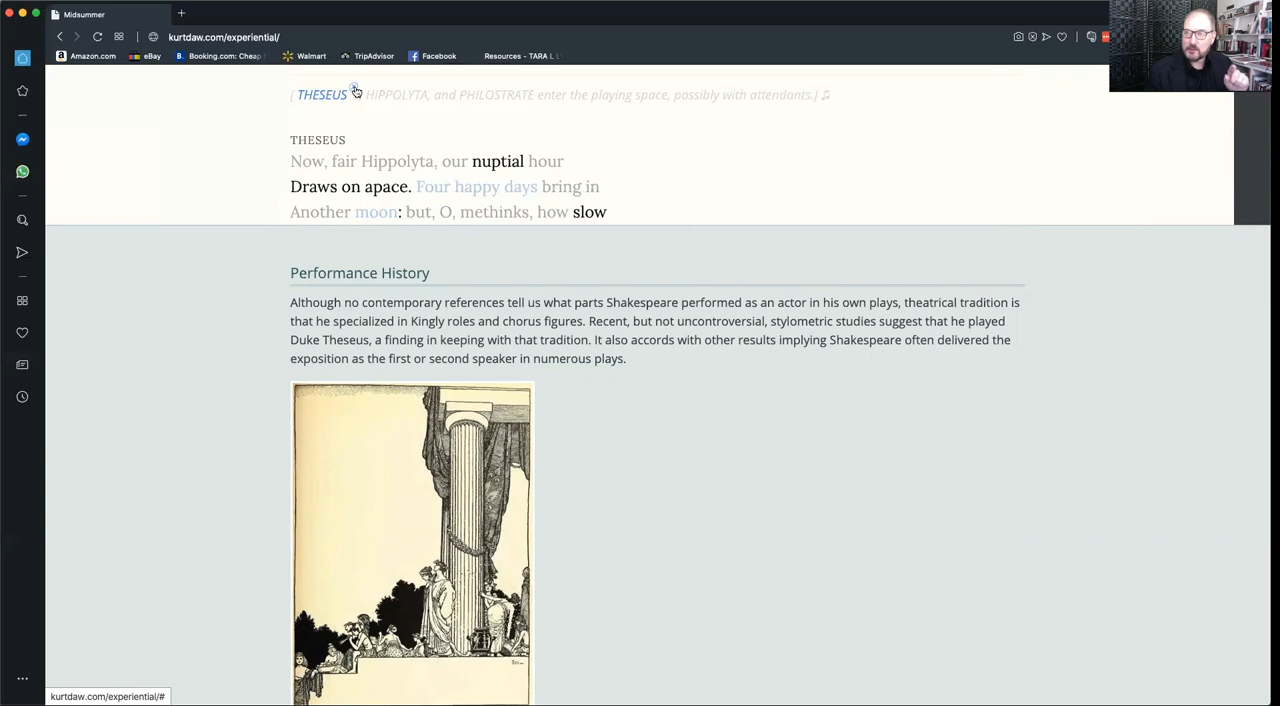 Midsummer
kurtdaw.com/experiential/
Amazon.com eBay Booking.com: Cheap Walmart TripAdvisor Facebook Resources - TARA L L
[ THESEUS HIPPOLYTA, and PHILOSTRATE enter the playing space, possibly with attendants.] ♫
THESEUS
Now, fair Hippolyta, our nuptial hour
Draws on apace. Four happy days bring in
Another moon: but, O, methinks, how slow
Performance History
Although no contemporary references tell us what parts Shakespeare performed as an actor in his own plays, theatrical tradition is
that he specialized in Kingly roles and chorus figures. Recent, but not uncontroversial, stylometric studies suggest that he played
Duke Theseus, a finding in keeping with that tradition. It also accords with other results implying Shakespeare often delivered the
exposition as the first or second speaker in numerous plays.
kurtdaw.com/experiential/#